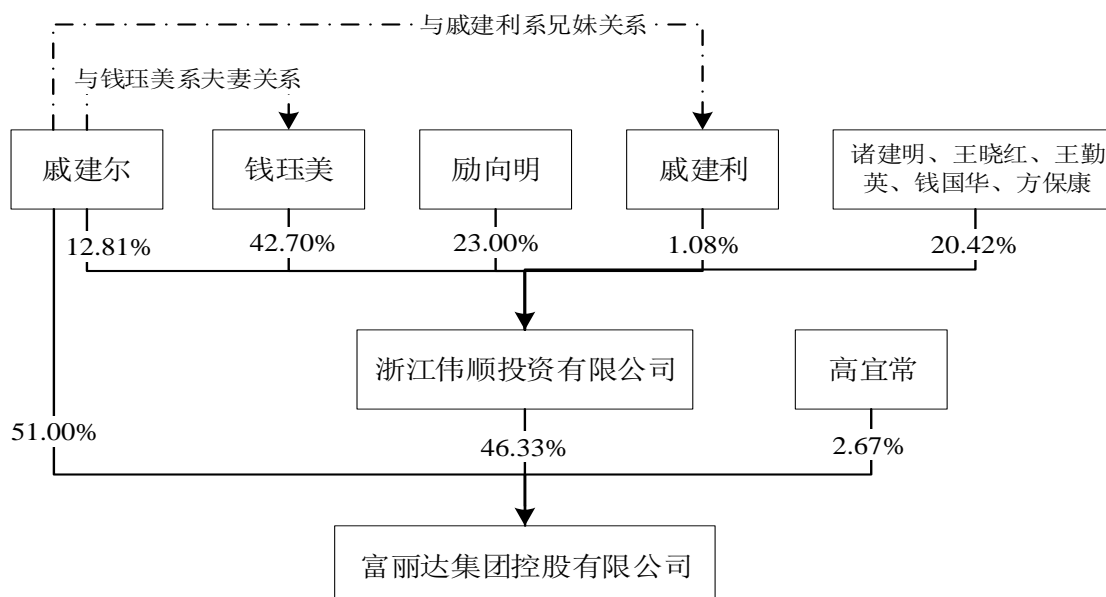 与戚建利系兄妹关系
与钱珏美系夫妻关系
戚建尔
钱珏美
励向明
戚建利
诸建明、王晓红、王勤
英、钱国华、方保康
12.81%
42.70%
23.00%
1.08%
20.42%
浙江伟顺投资有限公司
高宜常
51.00%
46.33%
2.67%
富丽达集团控股有限公司